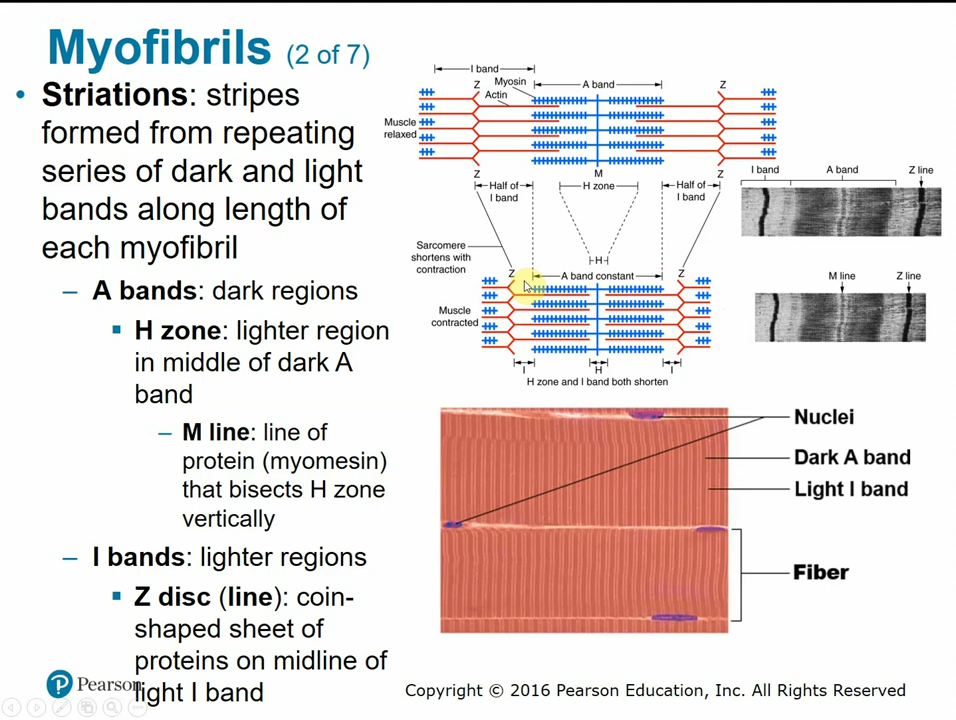 Myofibrils (2 of 7)
• Striations: stripes
formed from repeating
series of dark and light
bands along length of
each myofibril
– A bands: dark regions
▪ H zone: lighter region
in middle of dark A
band
– M line: line of
protein (myomesin)
that bisects H zone
vertically
– I bands: lighter regions
▪ Z disc (line): coin-
shaped sheet of
proteins on midline of
light I band
Pearson
I band
Z Myosin A band Z
Actin
Muscle
relaxed
Z M Z
Half of
I band
H zone
Half of
I band
Sarcomere
shortens with
contraction
H
Z A band constant Z
Muscle
contracted
I H I
H zone and I band both shorten
I band A band Z line
M line Z line
Nuclei
Dark A band
Light I band
Fiber
Copyright © 2016 Pearson Education, Inc. All Rights Reserved